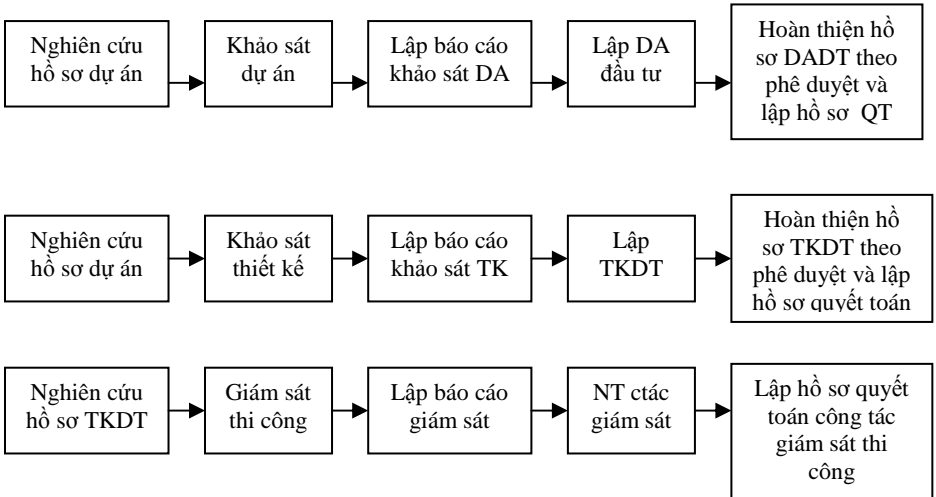 Nghiên cứu
hồ sơ dự án
Khảo sát
dự án
Lập báo cáo
khảo sát DA
Lập DA
đầu tư
Hoàn thiện hồ
sơ DADT theo
phê duyệt và
lập hồ sơ QT
Nghiên cứu
hồ sơ dự án
Khảo sát
thiết kế
Lập báo cáo
khảo sát TK
Lập
TKDT
Hoàn thiện hồ
sơ TKDT theo
phê duyệt và lập
hồ sơ quyết toán
Nghiên cứu
hồ sơ TKDT
Giám sát
thi công
Lập báo cáo
giám sát
NT ctác
giám sát
Lập hồ sơ quyết
toán công tác
giám sát thi
công